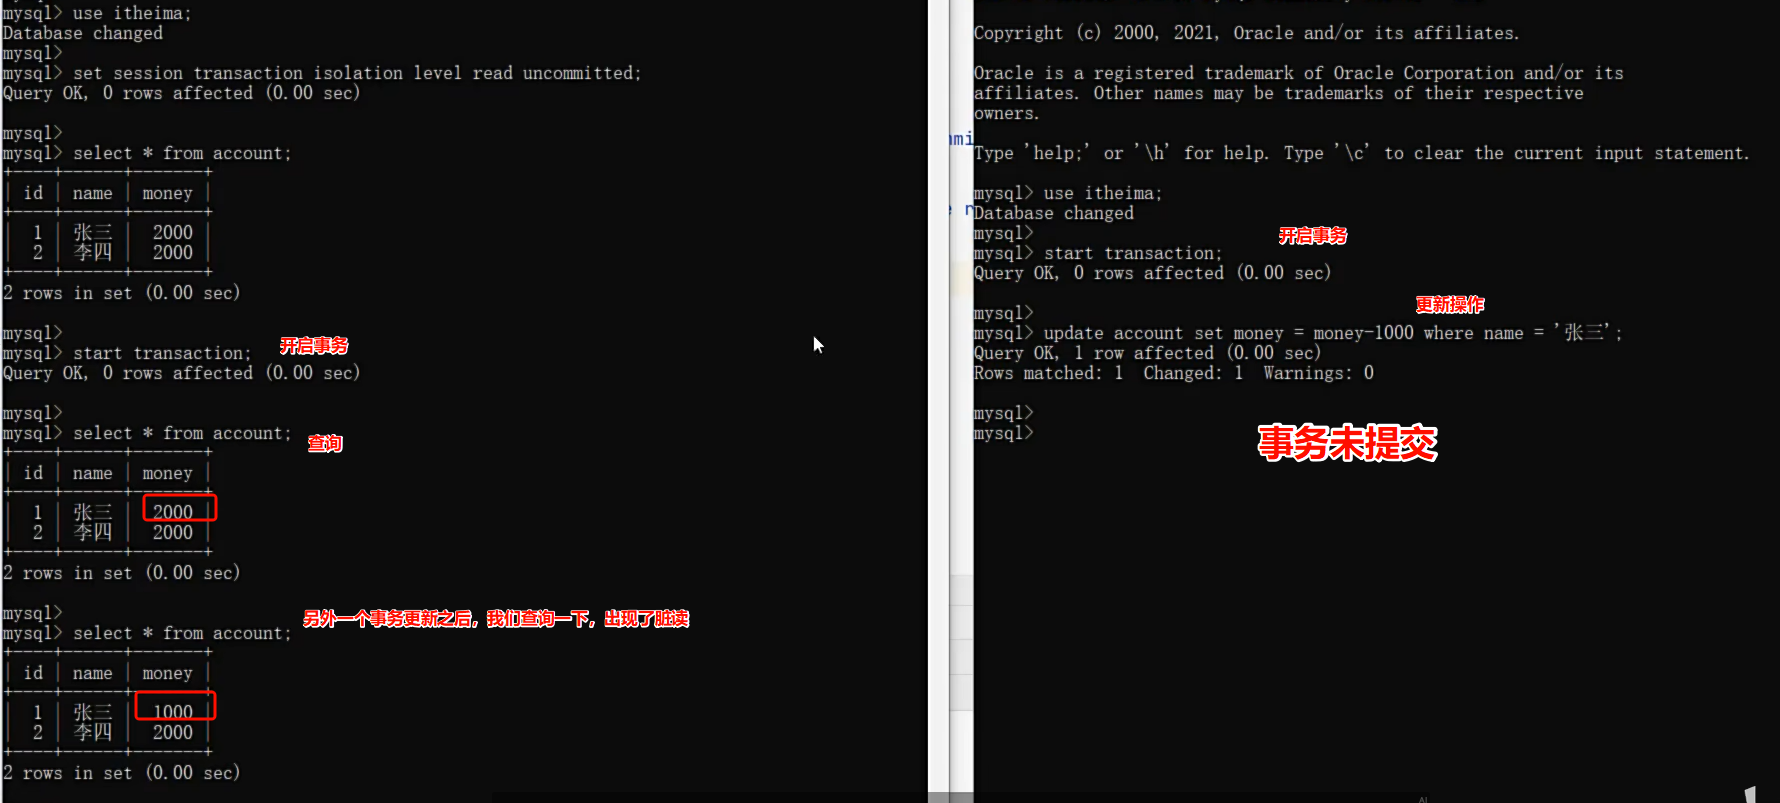 mysql> use itheima;
Database changed
mysql>
mysql> set session transaction isolation level read uncommitted;
Query OK, 0 rows affected (0.00 sec)
mysql>
mysql> select * from account;
+----+------+-------+
| id | name | money |
+----+------+-------+
| 1 | 张三 | 2000 |
| 2 | 李四 | 2000 |
+----+------+-------+
2 rows in set (0.00 sec)
mysql>
mysql> start transaction; 开启事务
Query OK, 0 rows affected (0.00 sec)
mysql>
mysql> select * from account; 查询
+----+------+-------+
| id | name | money |
+----+------+-------+
| 1 | 张三 | 2000 |
| 2 | 李四 | 2000 |
+----+------+-------+
2 rows in set (0.00 sec)
mysql>
另外一个事务更新之后，我们查询一下，出现了脏读
mysql> select * from account;
+----+------+-------+
| id | name | money |
+----+------+-------+
| 1 | 张三 | 1000 |
| 2 | 李四 | 2000 |
+----+------+-------+
2 rows in set (0.00 sec)
Copyright (c) 2000, 2021, Oracle and/or its affiliates.
Oracle is a registered trademark of Oracle Corporation and/or its
affiliates. Other names may be trademarks of their respective
owners.
Type 'help;' or '\h' for help. Type '\c' to clear the current input statement.
mysql> use itheima;
Database changed
mysql>
开启事务
mysql> start transaction;
Query OK, 0 rows affected (0.00 sec)
更新操作
mysql>
mysql> update account set money = money-1000 where name = '张三';
Query OK, 1 row affected (0.00 sec)
Rows matched: 1 Changed: 1 Warnings: 0
mysql>
mysql>
事务未提交